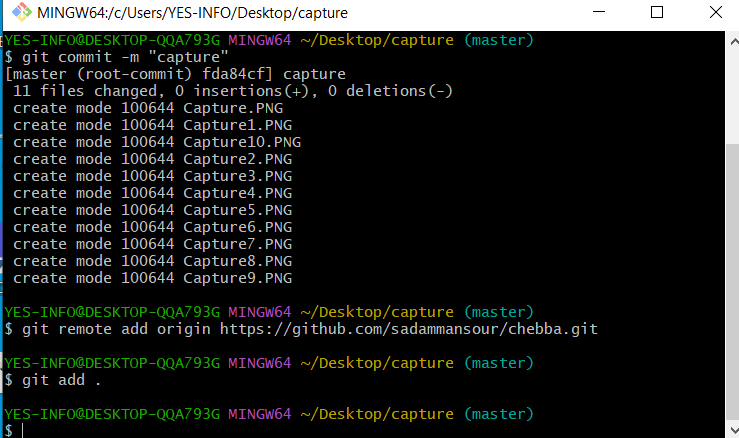 MINGW64:/c/Users/YES-INFO/Desktop/capture
YES-INFO@DESKTOP-QQA793G MINGW64 ~/Desktop/capture (master)
$ git commit -m "capture"
[master (root-commit) fda84cf] capture
 11 files changed, 0 insertions(+), 0 deletions(-)
 create mode 100644 Capture.PNG
 create mode 100644 Capture1.PNG
 create mode 100644 Capture10.PNG
 create mode 100644 Capture2.PNG
 create mode 100644 Capture3.PNG
 create mode 100644 Capture4.PNG
 create mode 100644 Capture5.PNG
 create mode 100644 Capture6.PNG
 create mode 100644 Capture7.PNG
 create mode 100644 Capture8.PNG
 create mode 100644 Capture9.PNG
YES-INFO@DESKTOP-QQA793G MINGW64 ~/Desktop/capture (master)
$ git remote add origin https://github.com/sadammansour/chebba.git
YES-INFO@DESKTOP-QQA793G MINGW64 ~/Desktop/capture (master)
$ git add .
YES-INFO@DESKTOP-QQA793G MINGW64 ~/Desktop/capture (master)
$